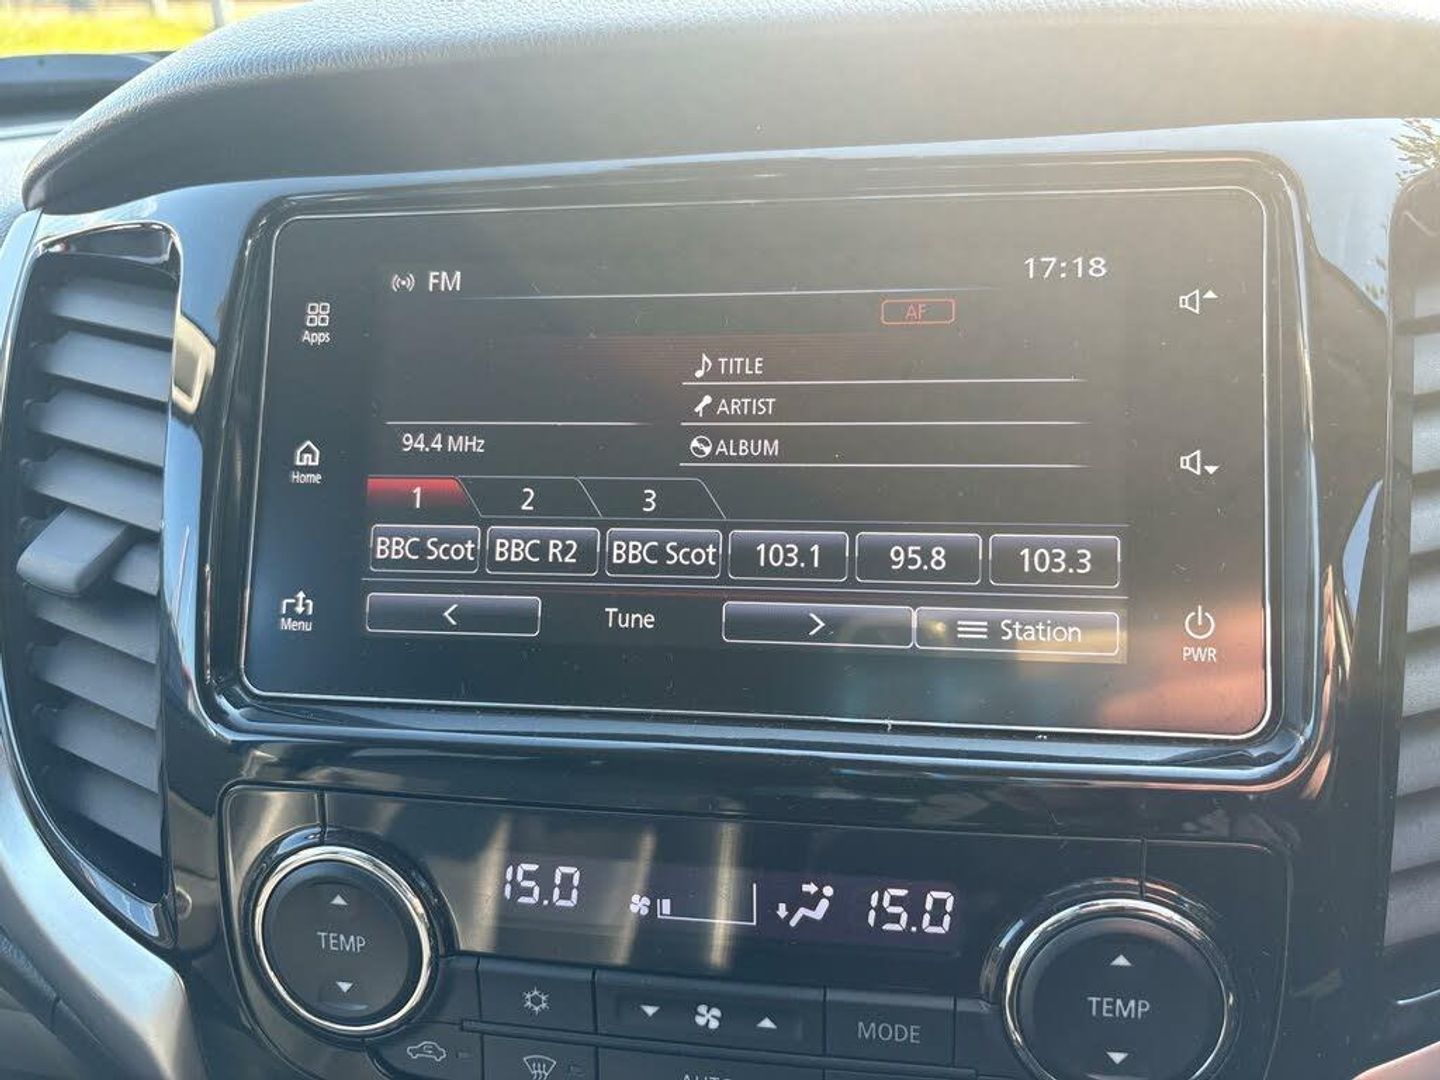 FM
17:18
AF
Apps
TITLE
ARTIST
94.4 MHz
ALBUM
Home
1 2 3
BBC Scot BBC R2 BBC Scot 103.1 95.8 103.3
Menu
< Tune > Station
PWR
15.0 15.0
TEMP
TEMP
MODE
AUTO